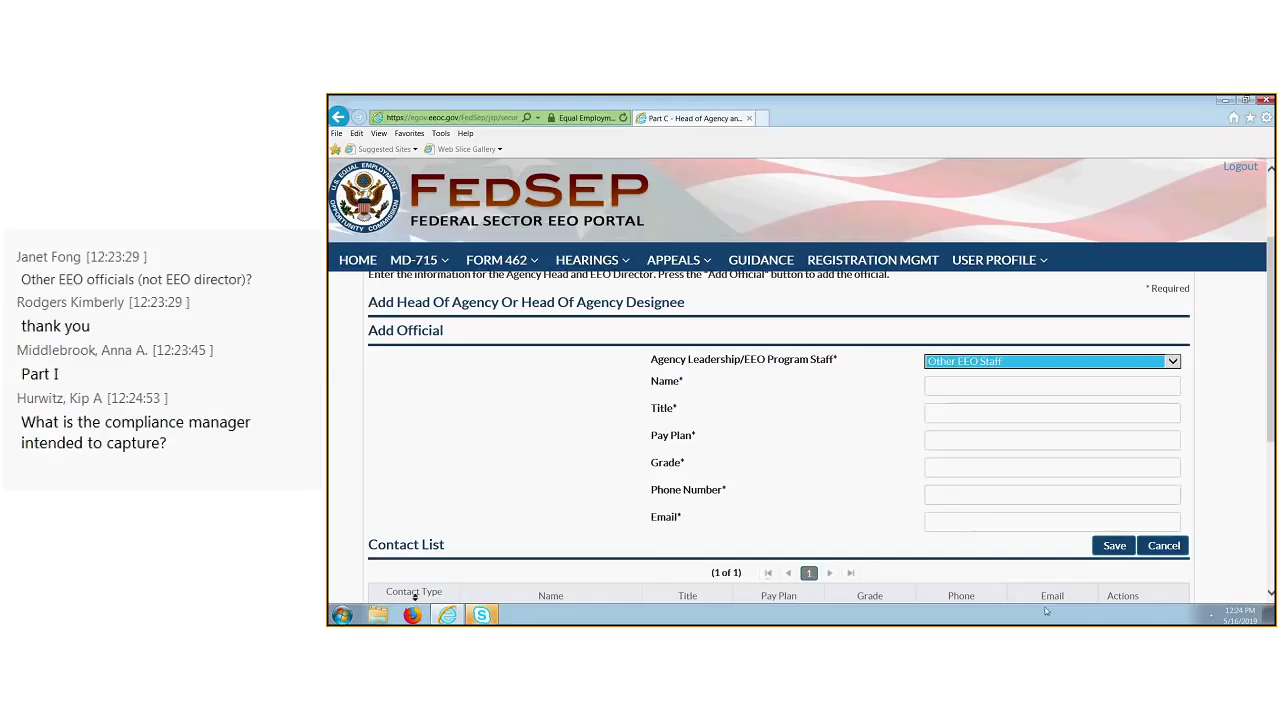 Janet Fong [12:23:29 ]
Other EEO officials (not EEO director)?
Rodgers Kimberly [12:23:29 ]
thank you
Middlebrook, Anna A. [12:23:45 ]
Part I
Hurwitz, Kip A [12:24:53 ]
What is the compliance manager
intended to capture?
https://egov.eeoc.gov/FedSep/jsp/secur
Equal Employm...
Part C - Head of Agency an...
File Edit View Favorites Tools Help
Suggested Sites
Web Slice Gallery
Logout
FEDSEP
FEDERAL SECTOR EEO PORTAL
HOME MD-715 FORM 462 HEARINGS APPEALS GUIDANCE REGISTRATION MGMT USER PROFILE
Enter the information for the Agency Head and EEO Director. Press the "Add Official" button to add the official.
* Required
Add Head Of Agency Or Head Of Agency Designee
Add Official
Agency Leadership/EEO Program Staff*
Other EEO Staff
Name*
Title*
Pay Plan*
Grade*
Phone Number*
Email*
Contact List
Save Cancel
(1 of 1) 1
Contact Type Name Title Pay Plan Grade Phone Email Actions
12:24 PM
5/16/2019